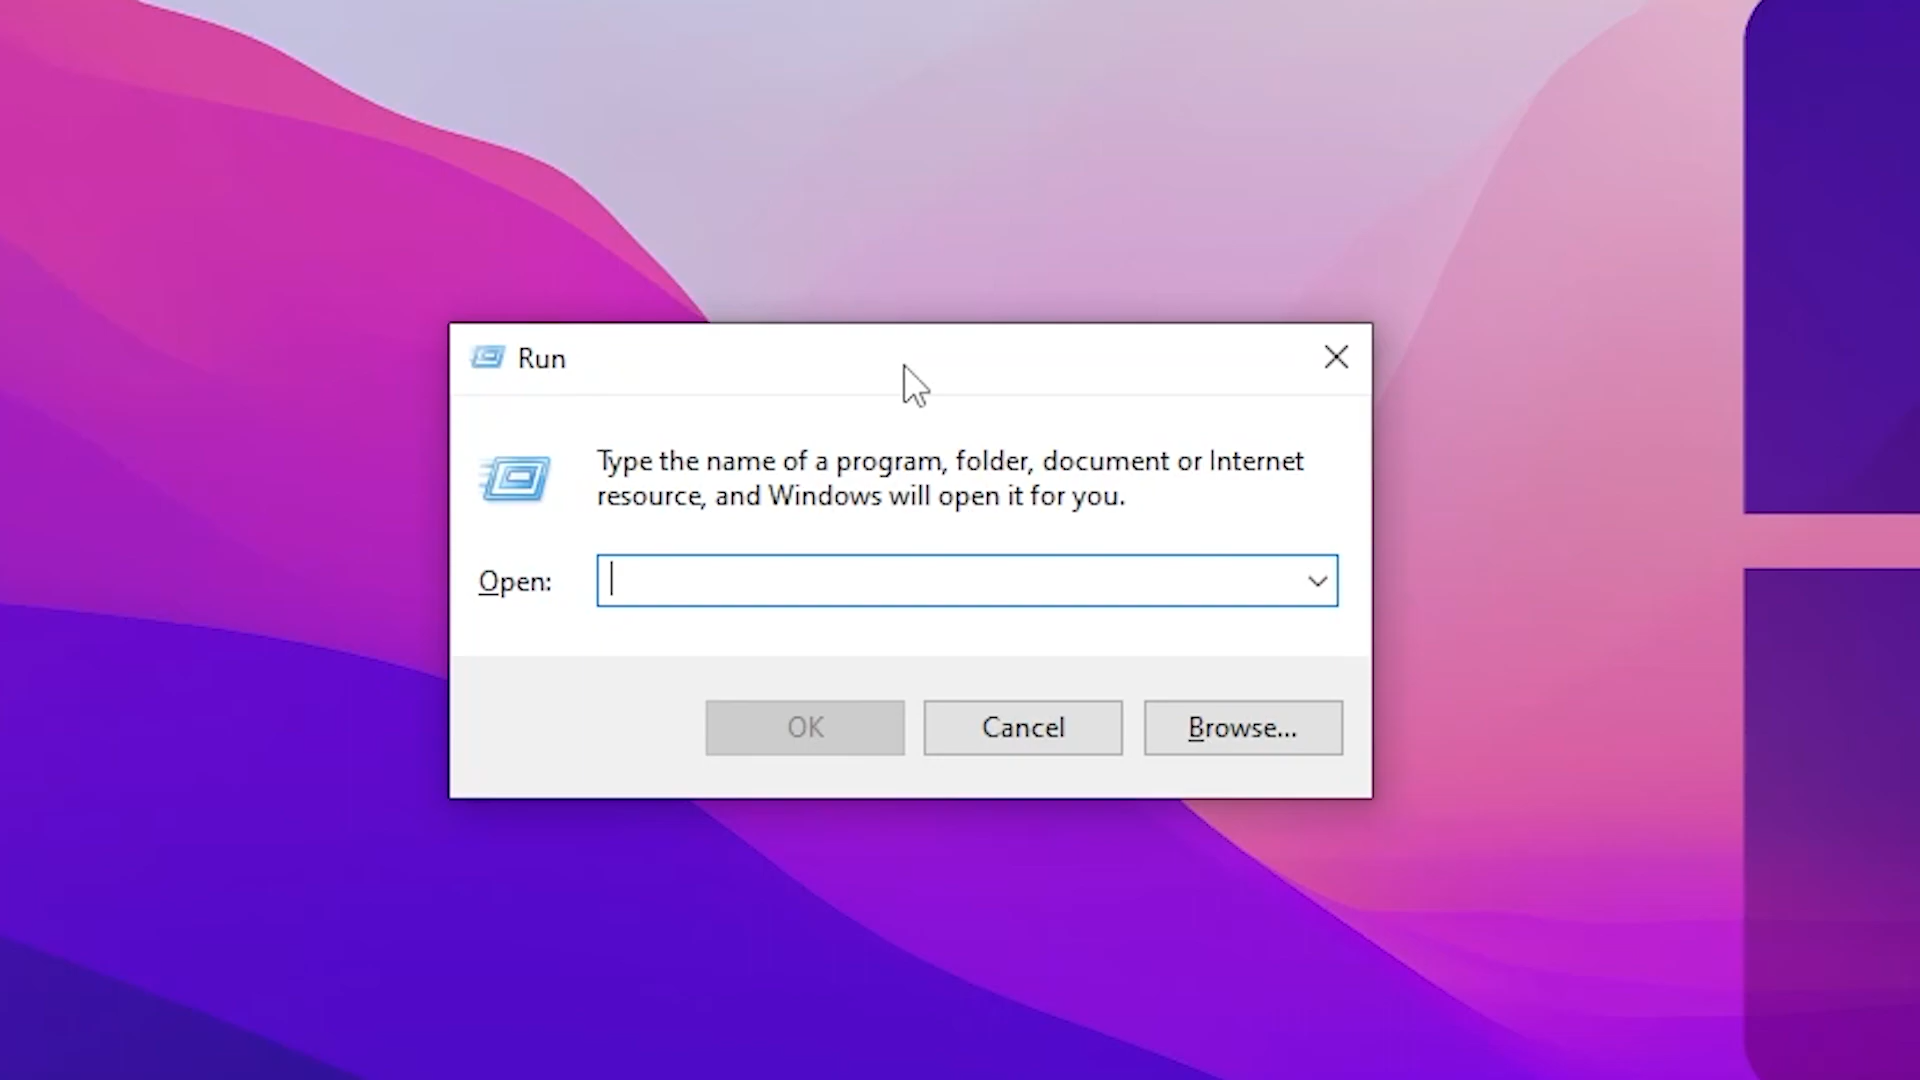 Run
Type the name of a program, folder, document or Internet
resource, and Windows will open it for you.
Open:
OK
Cancel
Browse...